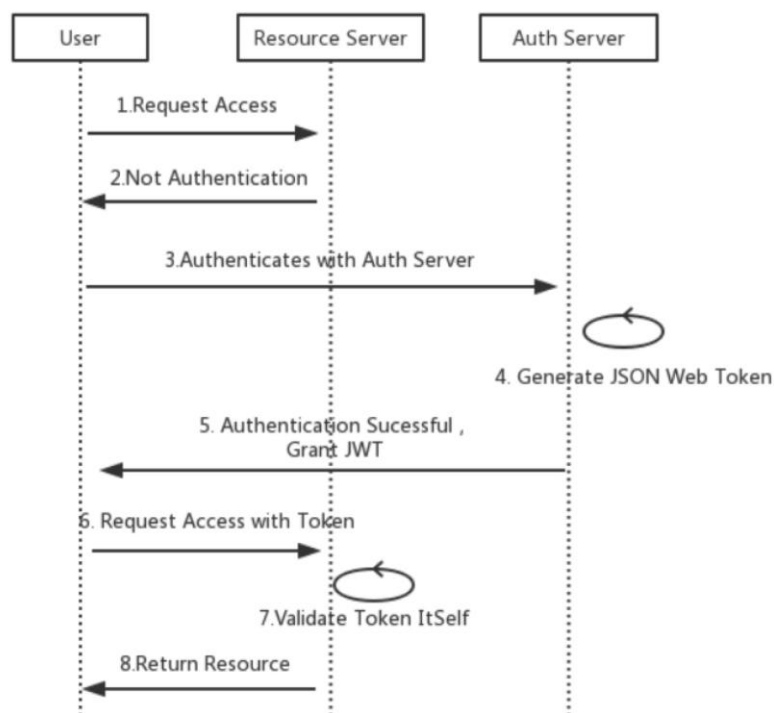 User
Resource Server
Auth Server
1.Request Access
2.Not Authentication
3.Authenticates with Auth Server
4. Generate JSON Web Token
5. Authentication Sucessful ,
Grant JWT
6. Request Access with Token
7.Validate Token ItSelf
8.Return Resource